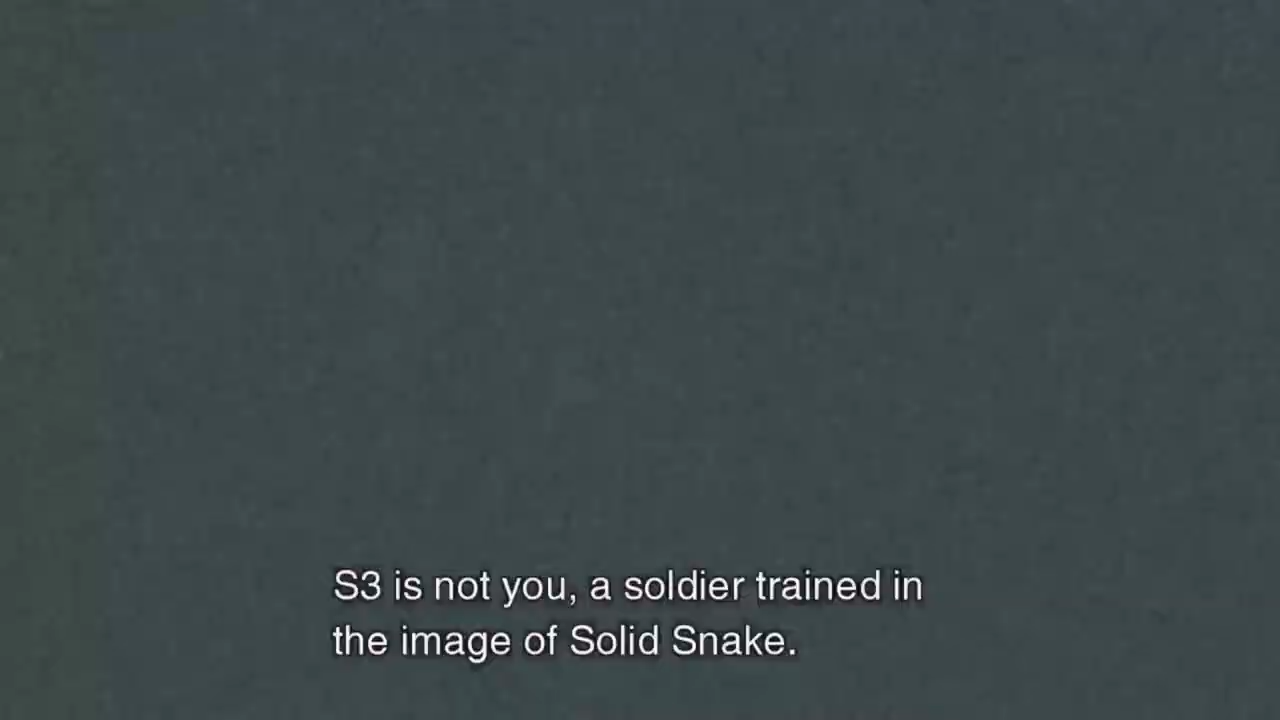 S3 is not you, a soldier trained in
the image of Solid Snake.